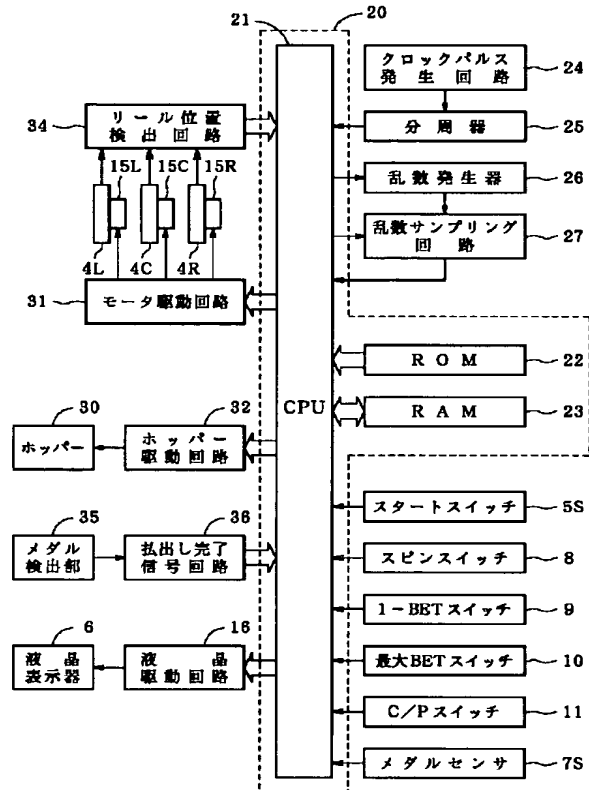 21
20
クロックパルス
発生回路
24
34
リール位置
検出回路
分周器
25
15L
15C
15R
乱数発生器
26
乱数サンプリング
回路
27
4L
4C
4R
31
モータ駆動回路
ROM
22
CPU
RAM
23
30
32
ホッパー
ホッパー
駆動回路
スタートスイッチ
5S
35
36
メダル
検出部
払出し完了
信号回路
スピンスイッチ
8
1-BETスイッチ
9
6
16
液晶
表示器
液晶
駆動回路
最大BETスイッチ
10
C/Pスイッチ
11
メダルセンサ
7S